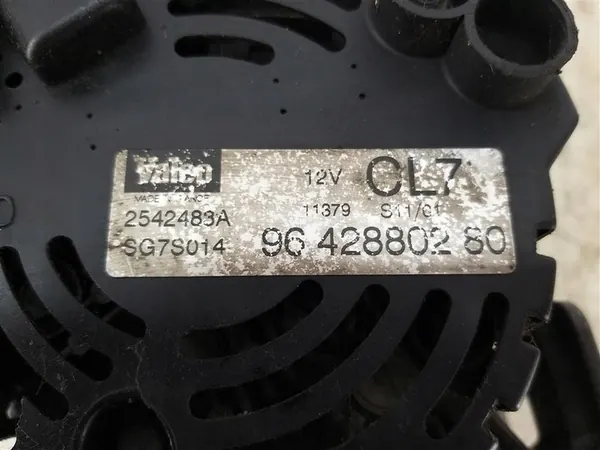 Valeo
MADE IN FRANCE
2542483A
SG7S014
12V CL7
11379 S11/01
96 428802 80